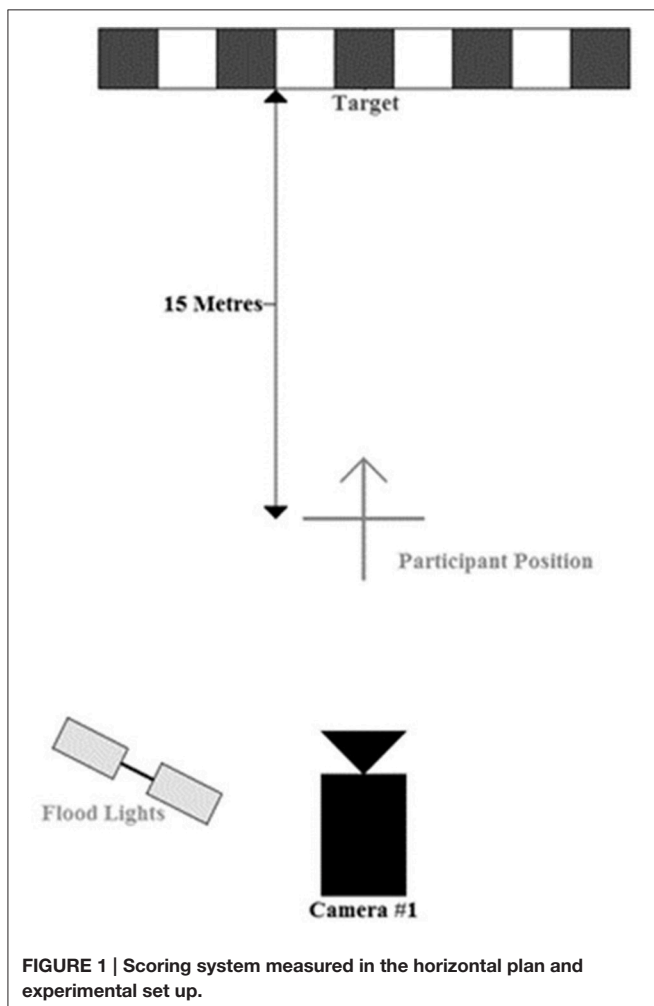 Target
15 Metres
Participant Position
Flood Lights
Camera #1
FIGURE 1 | Scoring system measured in the horizontal plan and
experimental set up.